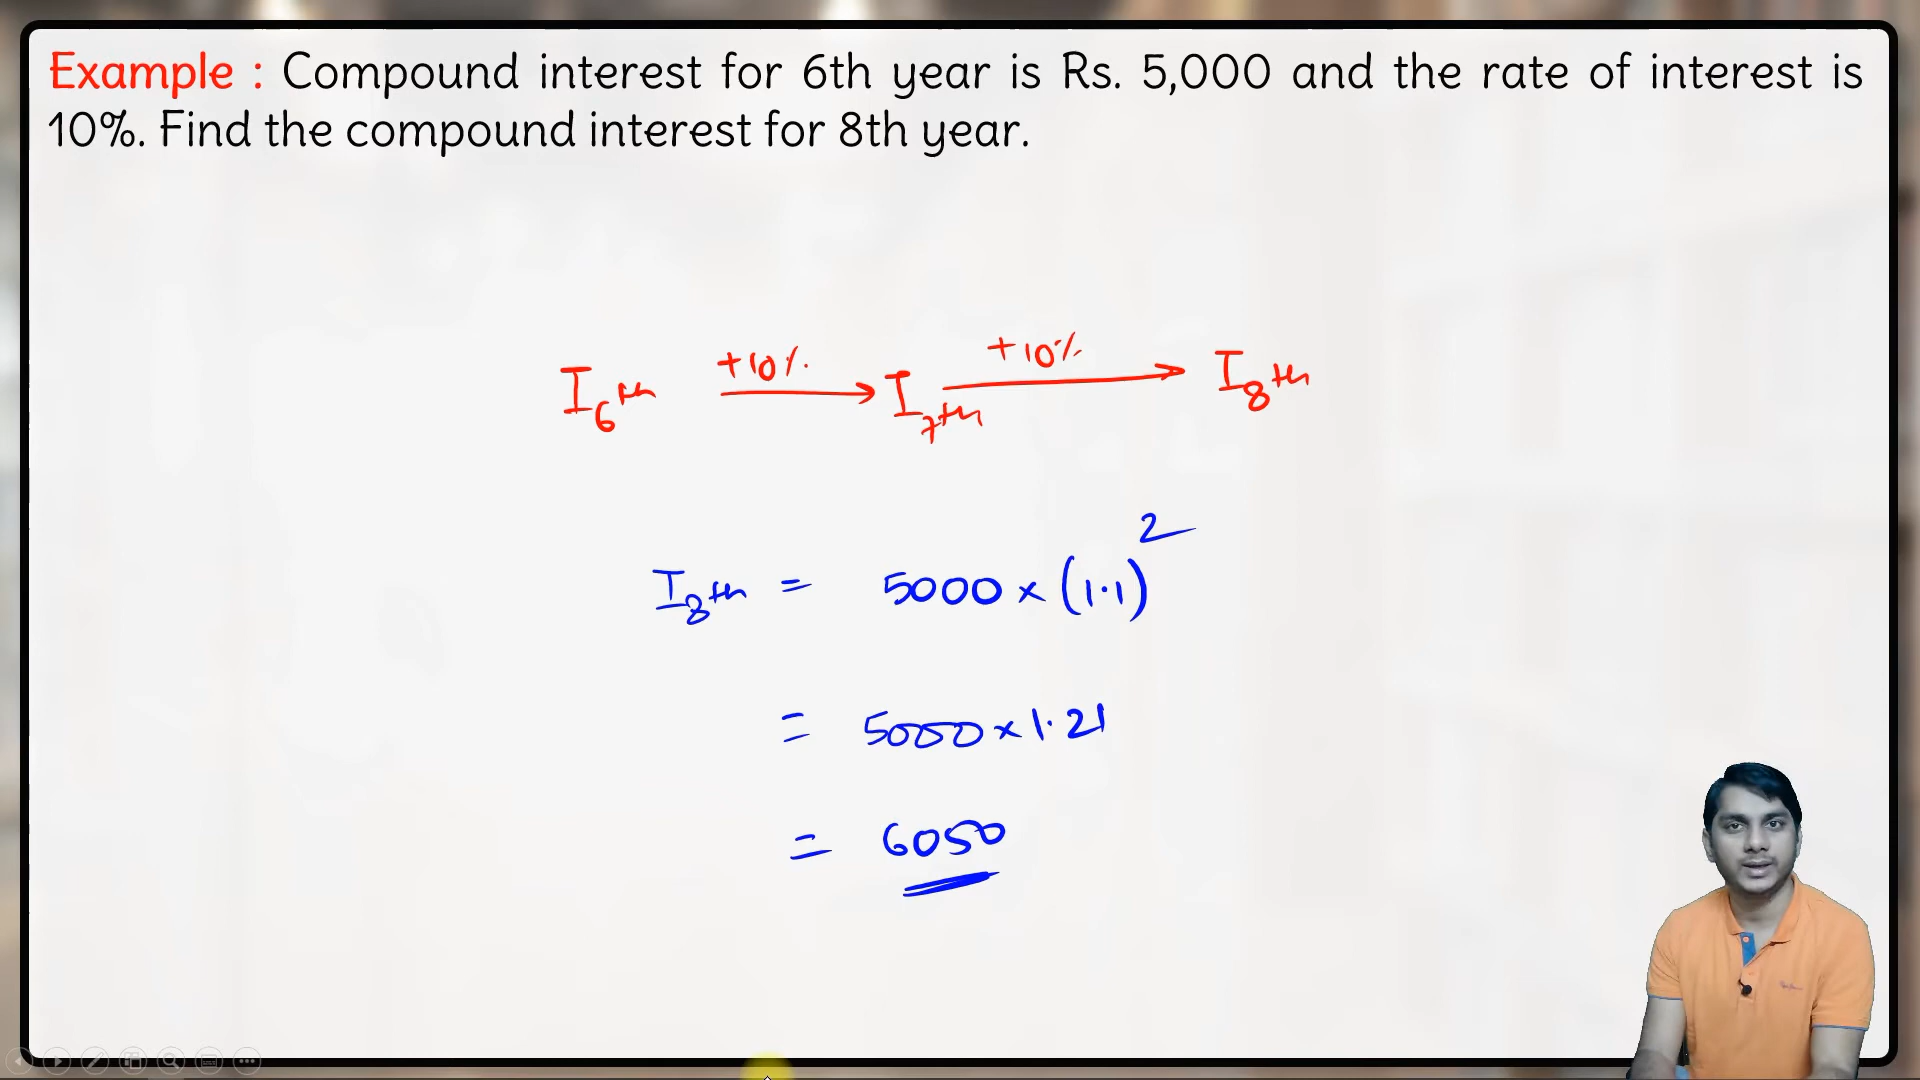 Example : Compound interest for 6th year is Rs. 5,000 and the rate of interest is
10%. Find the compound interest for 8th year.
I6th +10% → I7th +10% → I8th
I8th = 5000 × (1.1)²
= 5000 × 1.21
= 6050